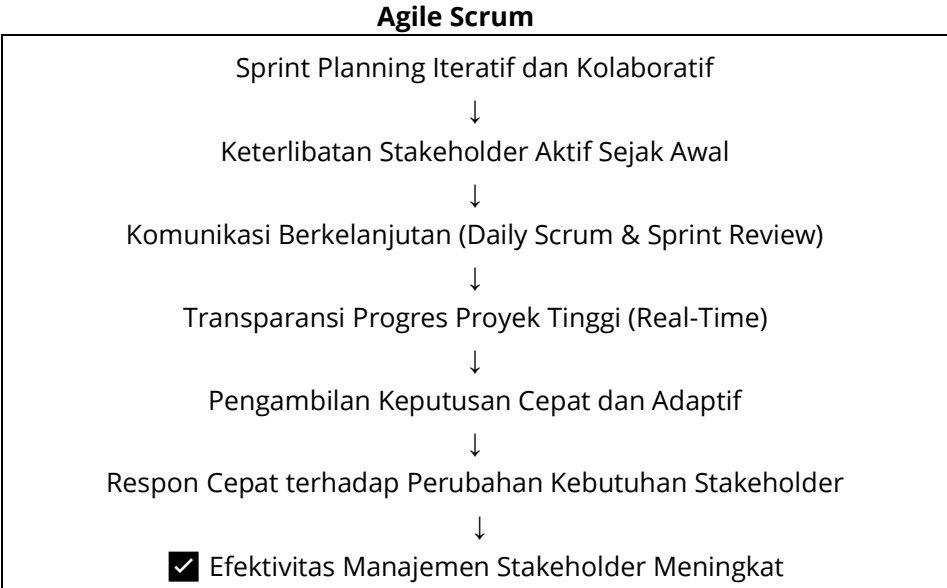 Agile Scrum
Sprint Planning Iteratif dan Kolaboratif
↓
Keterlibatan Stakeholder Aktif Sejak Awal
↓
Komunikasi Berkelanjutan (Daily Scrum & Sprint Review)
↓
Transparansi Progres Proyek Tinggi (Real-Time)
↓
Pengambilan Keputusan Cepat dan Adaptif
↓
Respon Cepat terhadap Perubahan Kebutuhan Stakeholder
↓
✓ Efektivitas Manajemen Stakeholder Meningkat